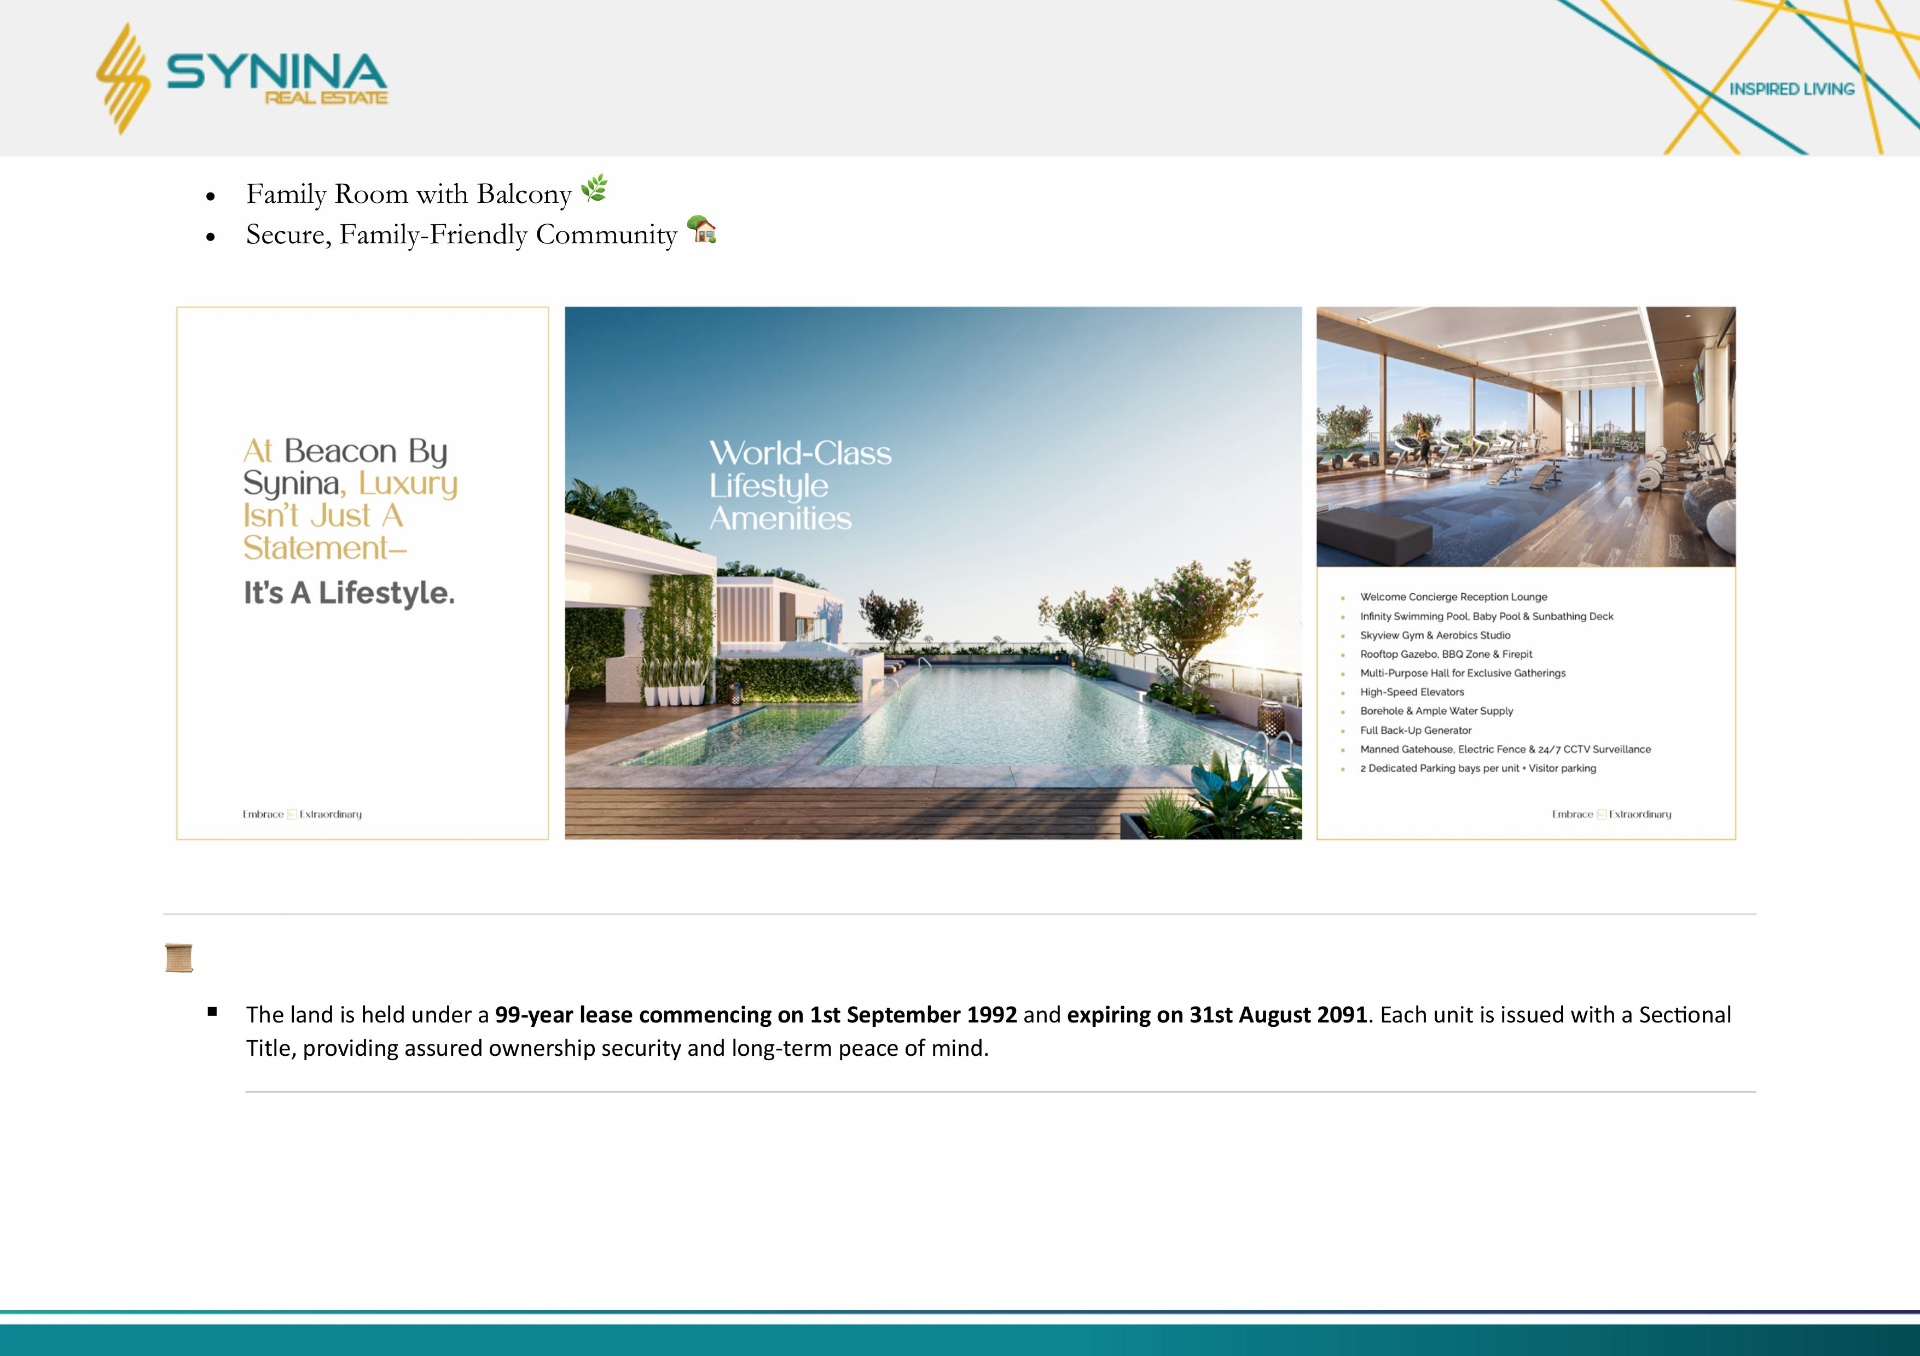 SYNINA
REAL ESTATE
INSPIRED LIVING
• Family Room with Balcony 🌿
• Secure, Family-Friendly Community 🏡
At Beacon By
Synina, Luxury
Isn't Just A
Statement–
It's A Lifestyle.
Embrace Extraordinary
World-Class
Lifestyle
Amenities
• Welcome Concierge Reception Lounge
• Infinity Swimming Pool, Baby Pool & Sunbathing Deck
• Skyview Gym & Aerobics Studio
• Rooftop Gazebo, BBQ Zone & Firepit
• Multi-Purpose Hall for Exclusive Gatherings
• High-Speed Elevators
• Borehole & Ample Water Supply
• Full Back-Up Generator
• Manned Gatehouse, Electric Fence & 24/7 CCTV Surveillance
• 2 Dedicated Parking bays per unit + Visitor parking
Embrace Extraordinary
▪ The land is held under a 99-year lease commencing on 1st September 1992 and expiring on 31st August 2091. Each unit is issued with a Sectional
Title, providing assured ownership security and long-term peace of mind.